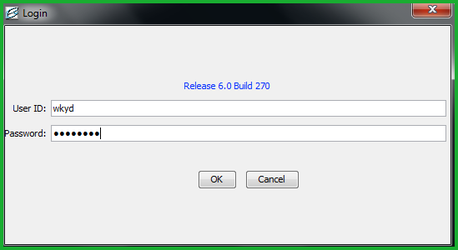 Login
Release 6.0 Build 270
User ID: wkyd
Password: ●●●●●●●●
OK Cancel